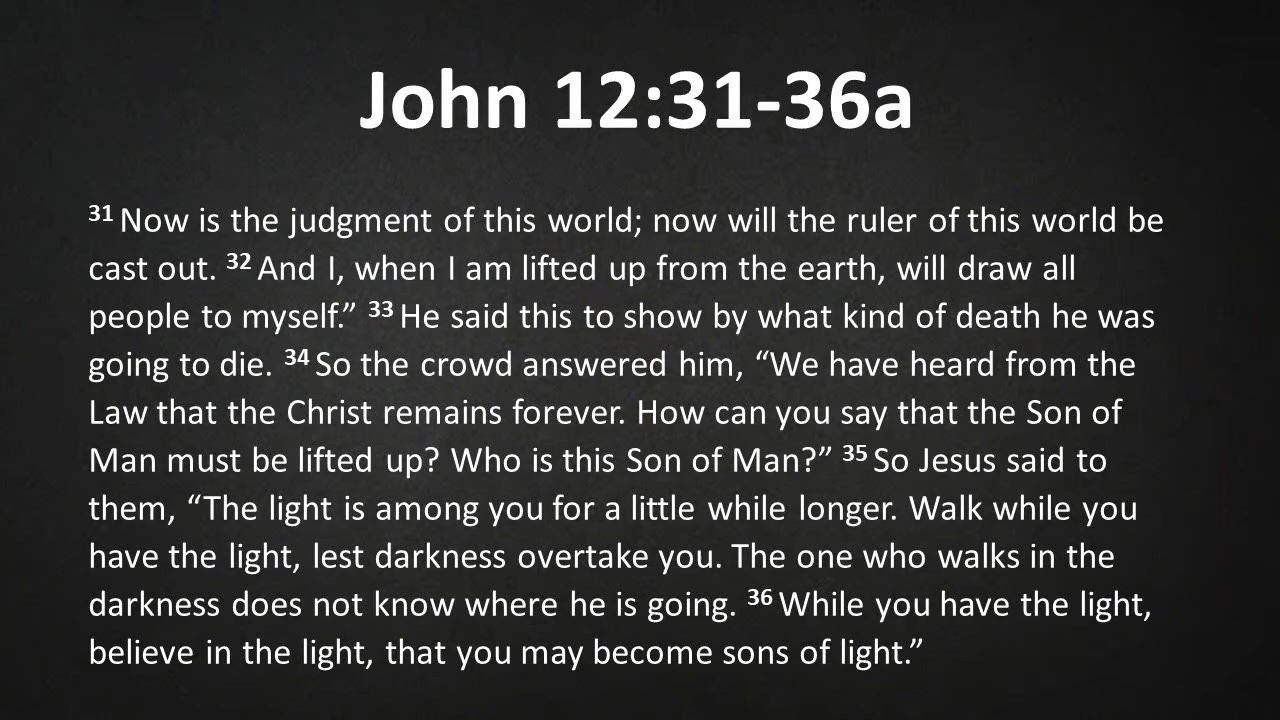 John 12:31-36a
31 Now is the judgment of this world; now will the ruler of this world be
cast out. 32 And I, when I am lifted up from the earth, will draw all
people to myself.” 33 He said this to show by what kind of death he was
going to die. 34 So the crowd answered him, “We have heard from the
Law that the Christ remains forever. How can you say that the Son of
Man must be lifted up? Who is this Son of Man?” 35 So Jesus said to
them, “The light is among you for a little while longer. Walk while you
have the light, lest darkness overtake you. The one who walks in the
darkness does not know where he is going. 36 While you have the light,
believe in the light, that you may become sons of light.”